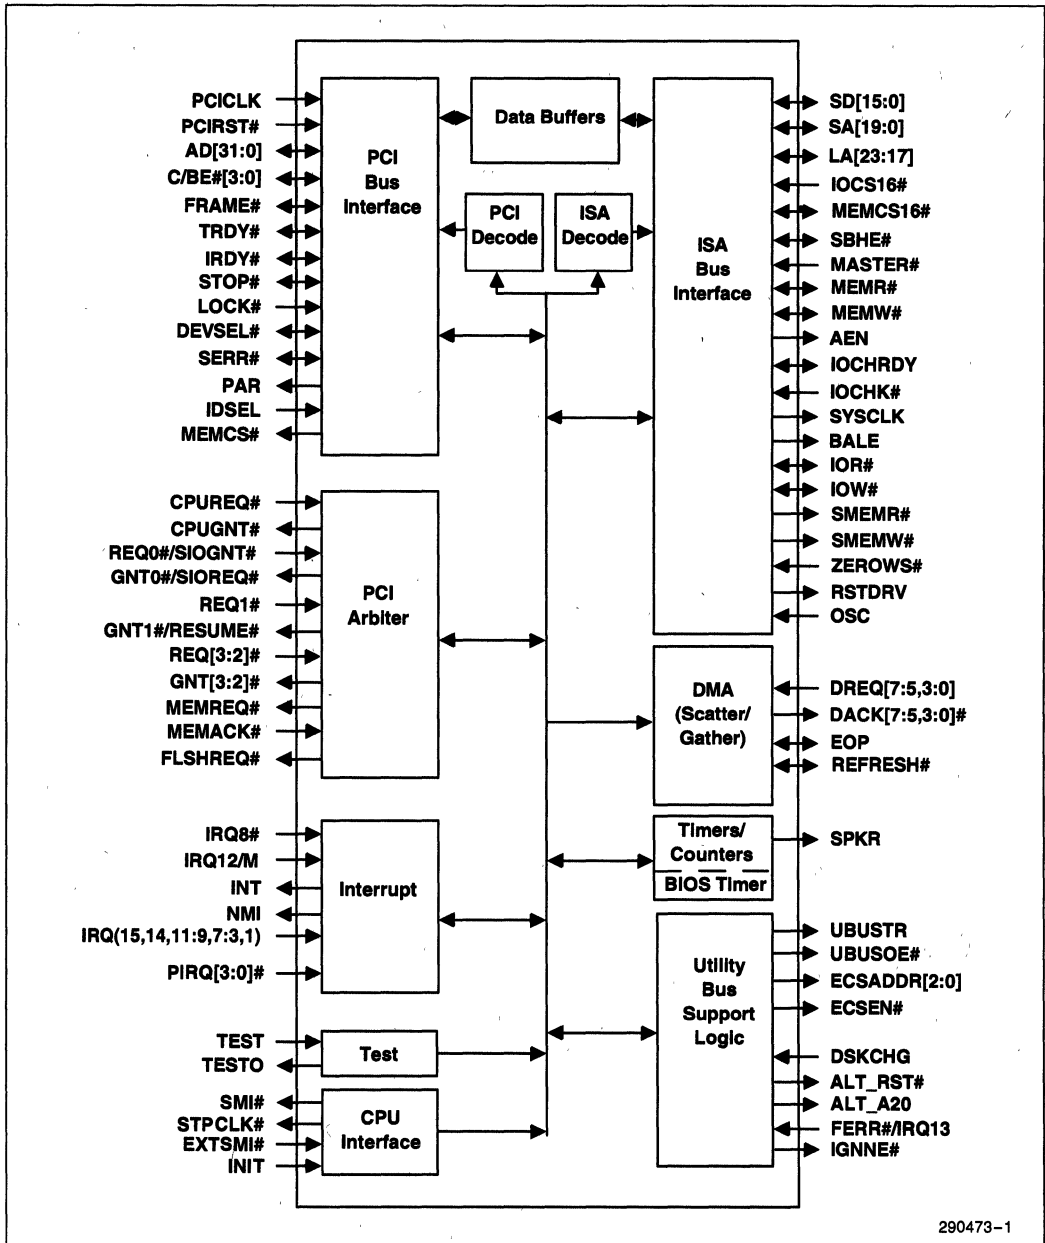 PCICLK
PCIRST#
AD[31:0]
C/BE#[3:0]
FRAME#
TRDY#
IRDY#
STOP#
LOCK#
DEVSEL#
SERR#
PAR
IDSEL
MEMCS#
PCI
Bus
Interface
Data Buffers
PCI
Decode
ISA
Decode
ISA
Bus
Interface
SD[15:0]
SA[19:0]
LA[23:17]
IOCS16#
MEMCS16#
SBHE#
MASTER#
MEMR#
MEMW#
AEN
IOCHRDY
IOCHK#
SYSCLK
BALE
IOR#
IOW#
SMEMR#
SMEMW#
ZEROWS#
RSTDRV
OSC
CPUREQ#
CPUGNT#
REQ0#/SIOGNT#
GNT0#/SIOREQ#
REQ1#
GNT1#/RESUME#
REQ[3:2]#
GNT[3:2]#
MEMREQ#
MEMACK#
FLSHREQ#
PCI
Arbiter
DMA
(Scatter/
Gather)
DREQ[7:5,3:0]
DACK[7:5,3:0]#
EOP
REFRESH#
IRQ8#
IRQ12/M
INT
NMI
IRQ(15,14,11:9,7:3,1)
PIRQ[3:0]#
Interrupt
Timers/
Counters
BIOS Timer
SPKR
Utility
Bus
Support
Logic
UBUSTR
UBUSOE#
ECSADDR[2:0]
ECSEN#
DSKCHG
ALT_RST#
ALT_A20
FERR#/IRQ13
IGNNE#
TEST
TESTO
Test
SMI#
STPCLK#
EXTSMI#
INIT
CPU
Interface
290473-1